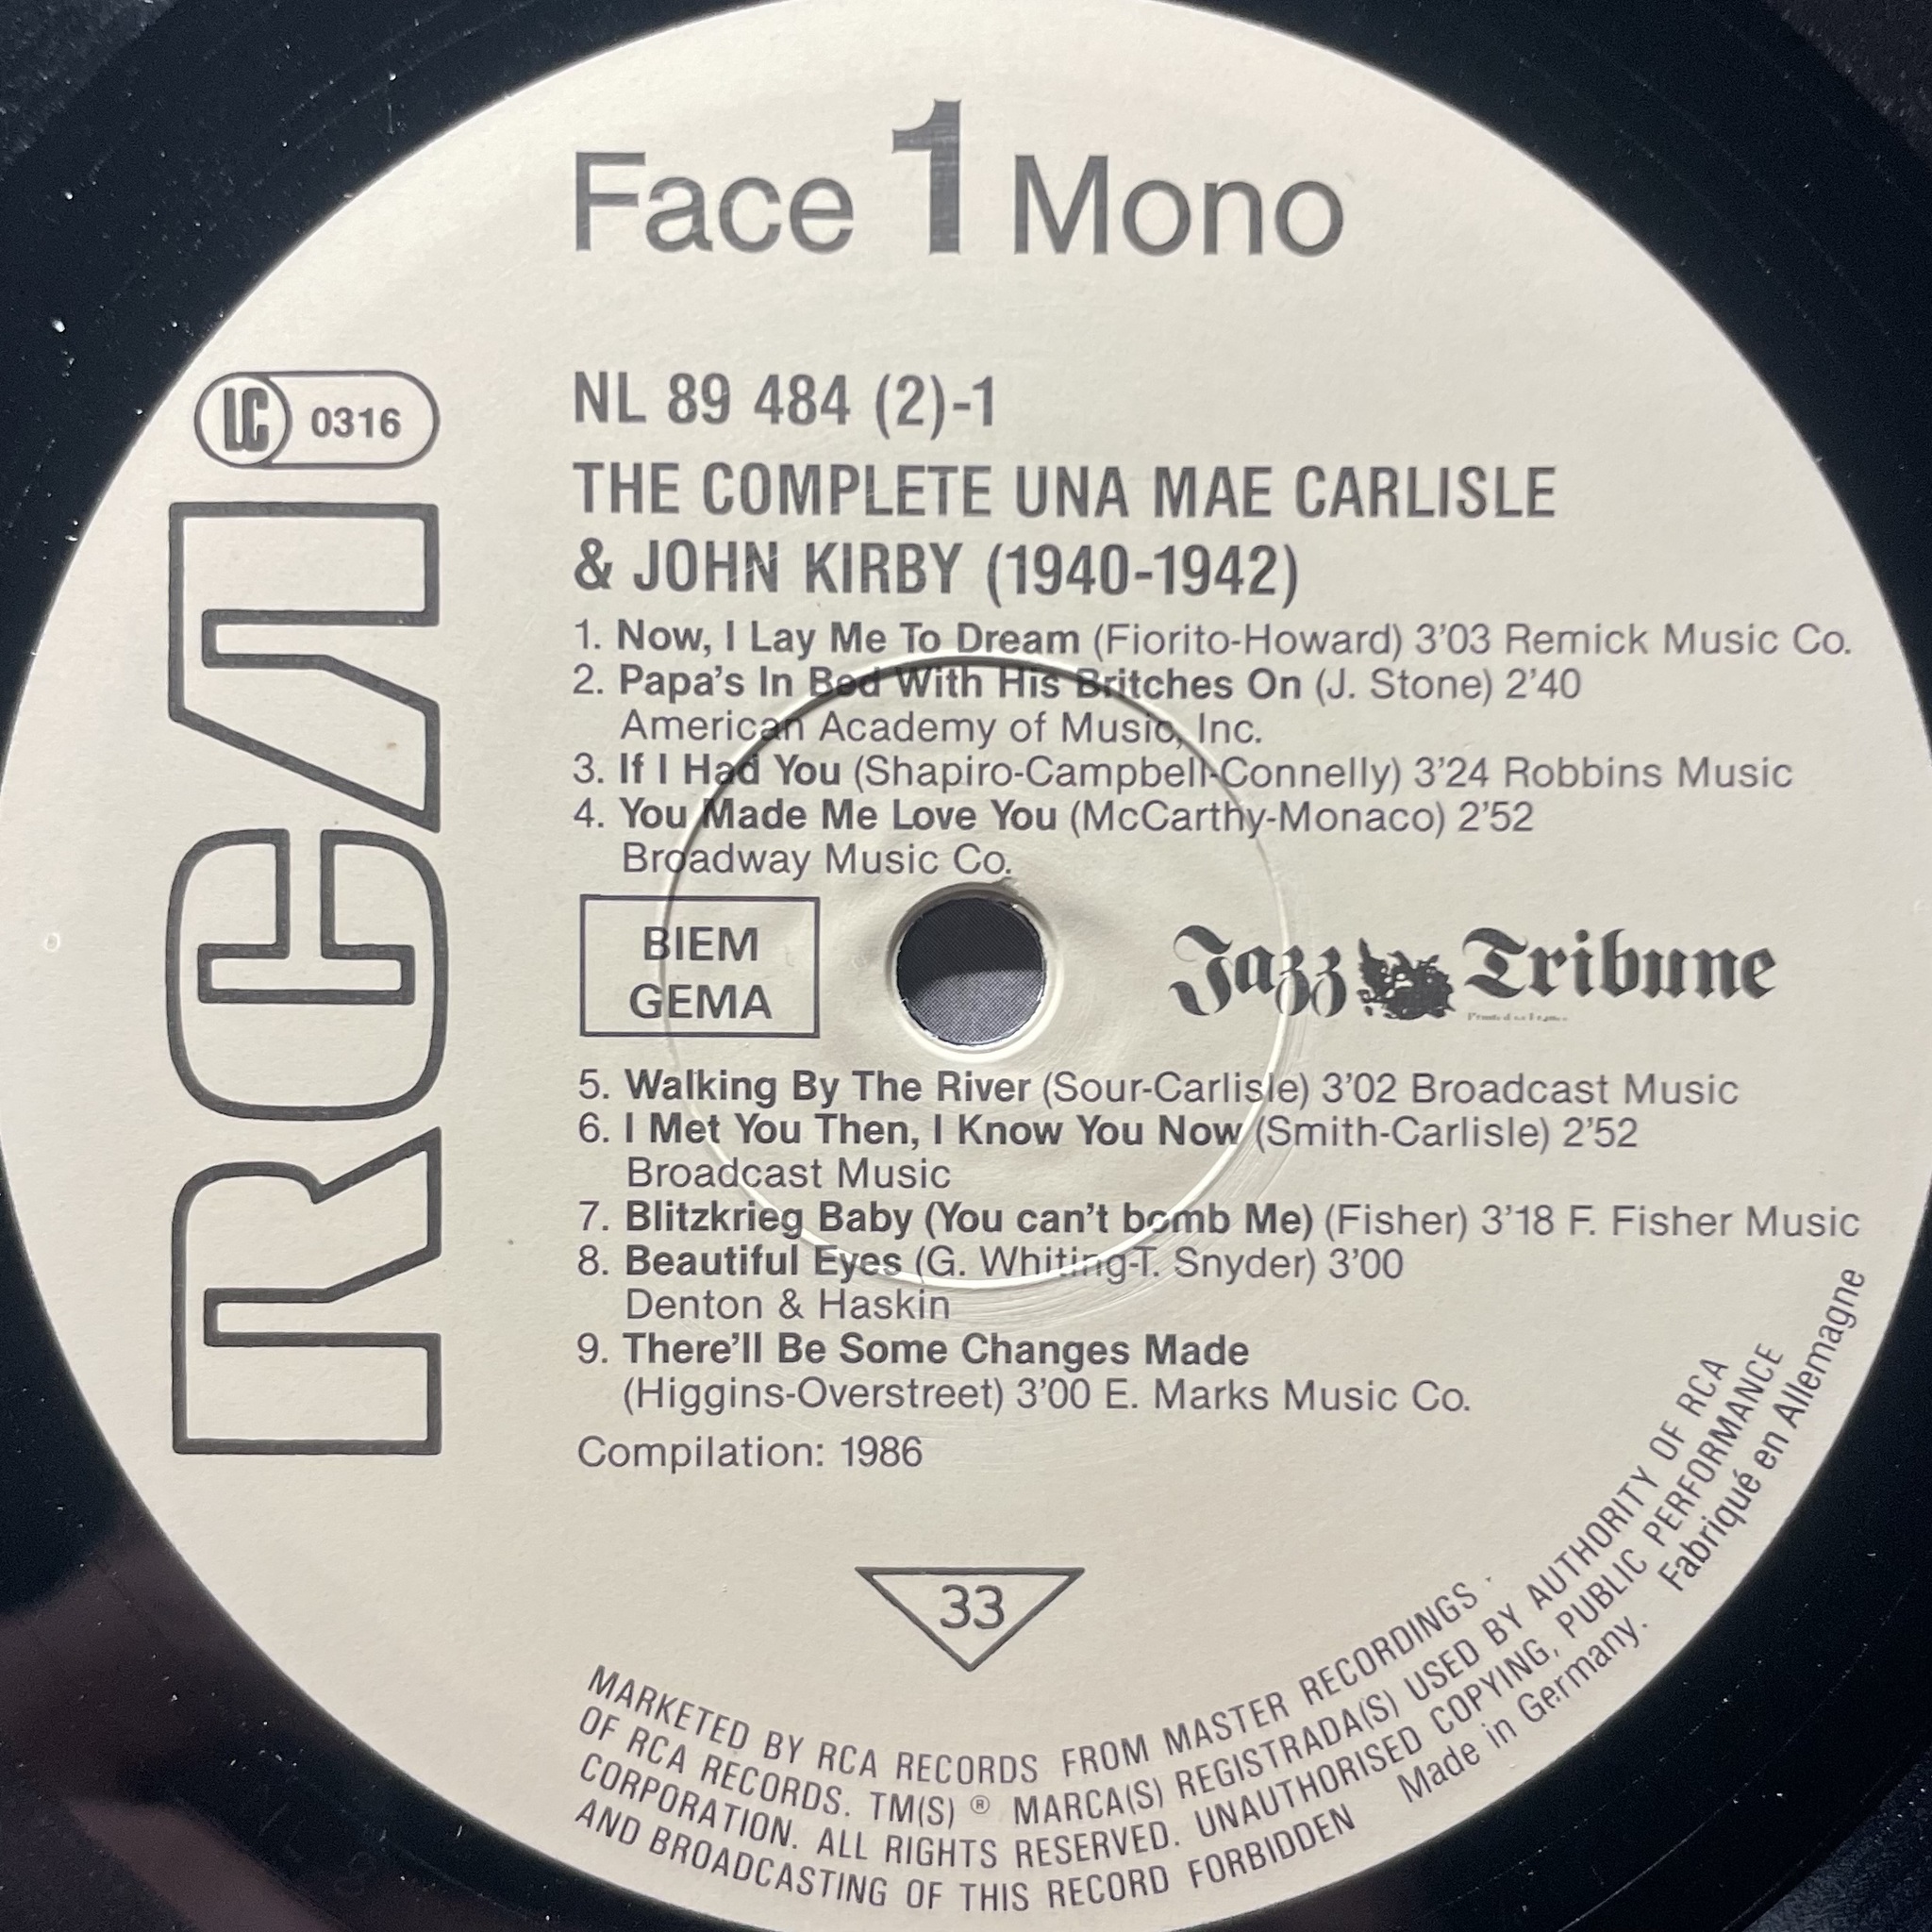 Face 1 Mono
LC 0316
NL 89 484 (2)-1
THE COMPLETE UNA MAE CARLISLE
& JOHN KIRBY (1940-1942)
1. Now, I Lay Me To Dream (Fiorito-Howard) 3'03 Remick Music Co.
2. Papa's In Bed With His Britches On (J. Stone) 2'40
American Academy of Music, Inc.
3. If I Had You (Shapiro-Campbell-Connelly) 3'24 Robbins Music
4. You Made Me Love You (McCarthy-Monaco) 2'52
Broadway Music Co.
BIEM
GEMA
Jazz Tribune
5. Walking By The River (Sour-Carlisle) 3'02 Broadcast Music
6. I Met You Then, I Know You Now (Smith-Carlisle) 2'52
Broadcast Music
7. Blitzkrieg Baby (You can't bomb Me) (Fisher) 3'18 F. Fisher Music
8. Beautiful Eyes (G. Whiting-T. Snyder) 3'00
Denton & Haskin
9. There'll Be Some Changes Made
(Higgins-Overstreet) 3'00 E. Marks Music Co.
Compilation: 1986
RCA
33
MARKETED BY RCA RECORDS FROM MASTER RECORDINGS
OF RCA RECORDS. TM(S) ® MARCA(S) REGISTRADA(S) USED BY AUTHORITY OF RCA
CORPORATION. ALL RIGHTS RESERVED. UNAUTHORISED COPYING, PUBLIC PERFORMANCE
AND BROADCASTING OF THIS RECORD FORBIDDEN Made in Germany. Fabriqué en Allemagne